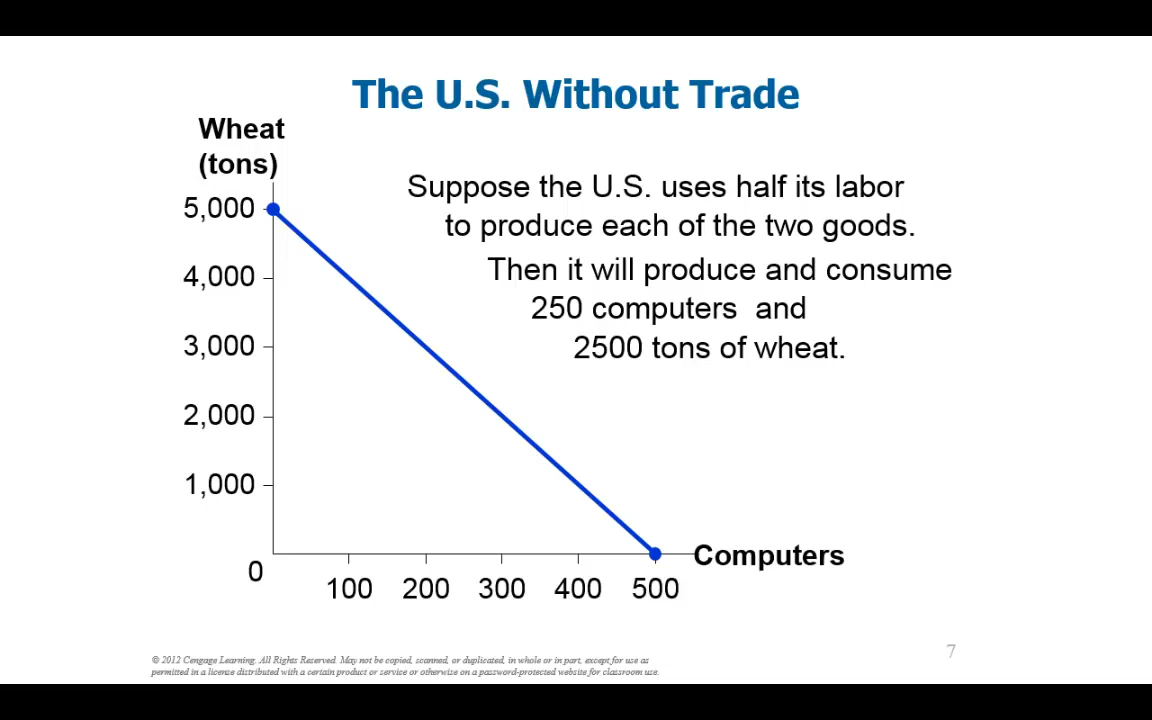 The U.S. Without Trade
Wheat
(tons)
Suppose the U.S. uses half its labor
to produce each of the two goods.
Then it will produce and consume
250 computers and
2500 tons of wheat.
5,000
4,000
3,000
2,000
1,000
0
100 200 300 400 500
Computers
7
© 2012 Cengage Learning. All Rights Reserved. May not be copied, scanned, or duplicated, in whole or in part, except for use as
permitted in a license distributed with a certain product or service or otherwise on a password-protected website for classroom use.